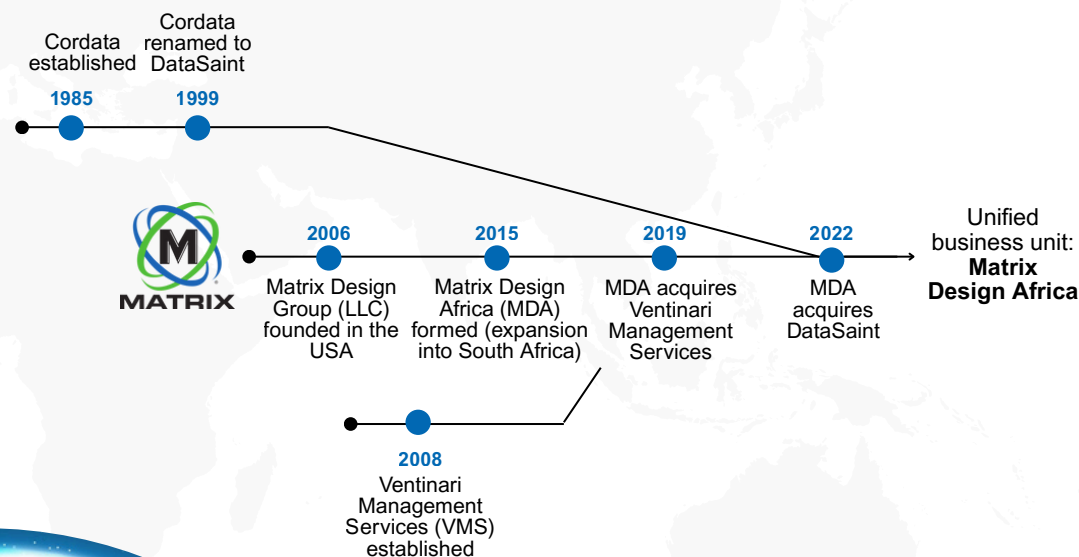 Cordata
established
1985
Cordata
renamed to
DataSaint
1999
M
MATRIX
2006
Matrix Design
Group (LLC)
founded in the
USA
2015
Matrix Design
Africa (MDA)
formed (expansion
into South Africa)
2019
MDA acquires
Ventinari
Management
Services
2022
MDA
acquires
DataSaint
Unified
business unit:
Matrix
Design Africa
2008
Ventinari
Management
Services (VMS)
established